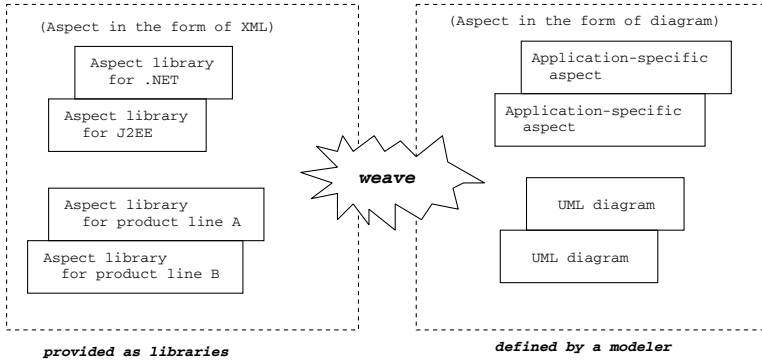 (Aspect in the form of XML)
Aspect library
for .NET
Aspect library
for J2EE
Aspect library
for product line A
Aspect library
for product line B
provided as libraries
weave
(Aspect in the form of diagram)
Application-specific
aspect
Application-specific
aspect
UML diagram
UML diagram
defined by a modeler